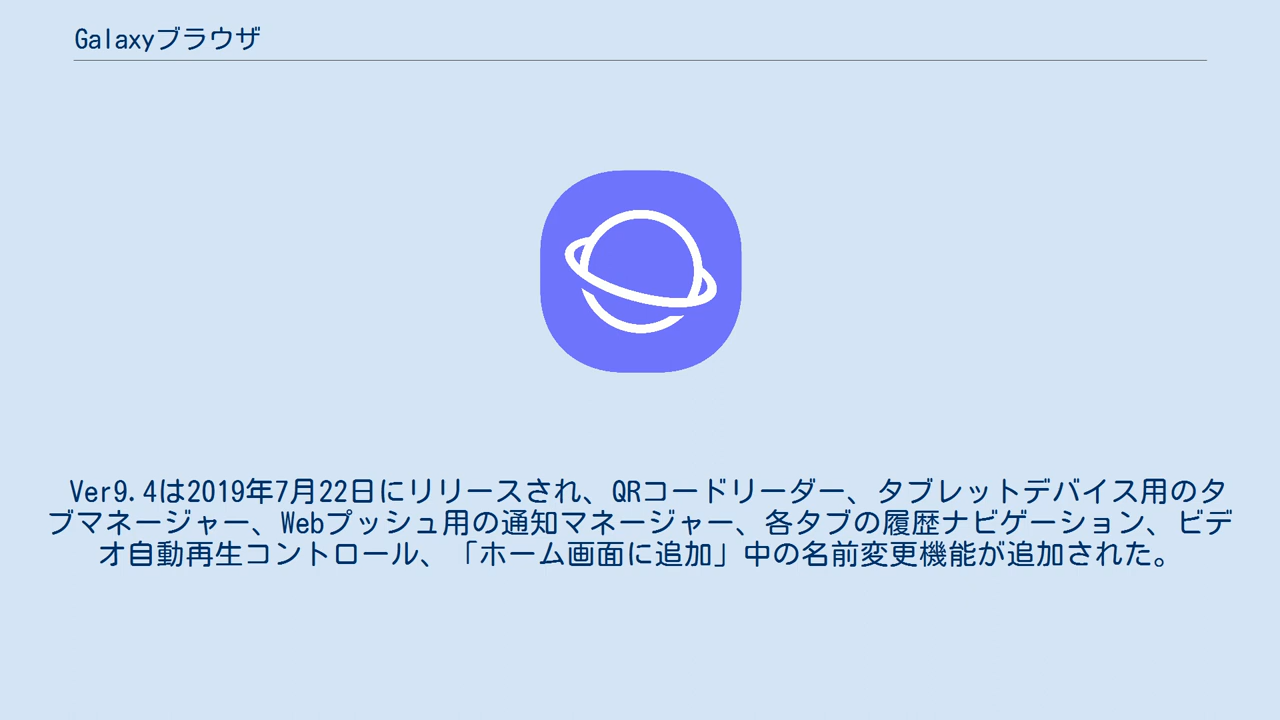 Galaxyブラウザ
Ver9.4は2019年7月22日にリリースされ、QRコードリーダー、タブレットデバイス用のタ
ブマネージャー、Webプッシュ用の通知マネージャー、各タブの履歴ナビゲーション、ビデ
オ自動再生コントロール、「ホーム画面に追加」中の名前変更機能が追加された。